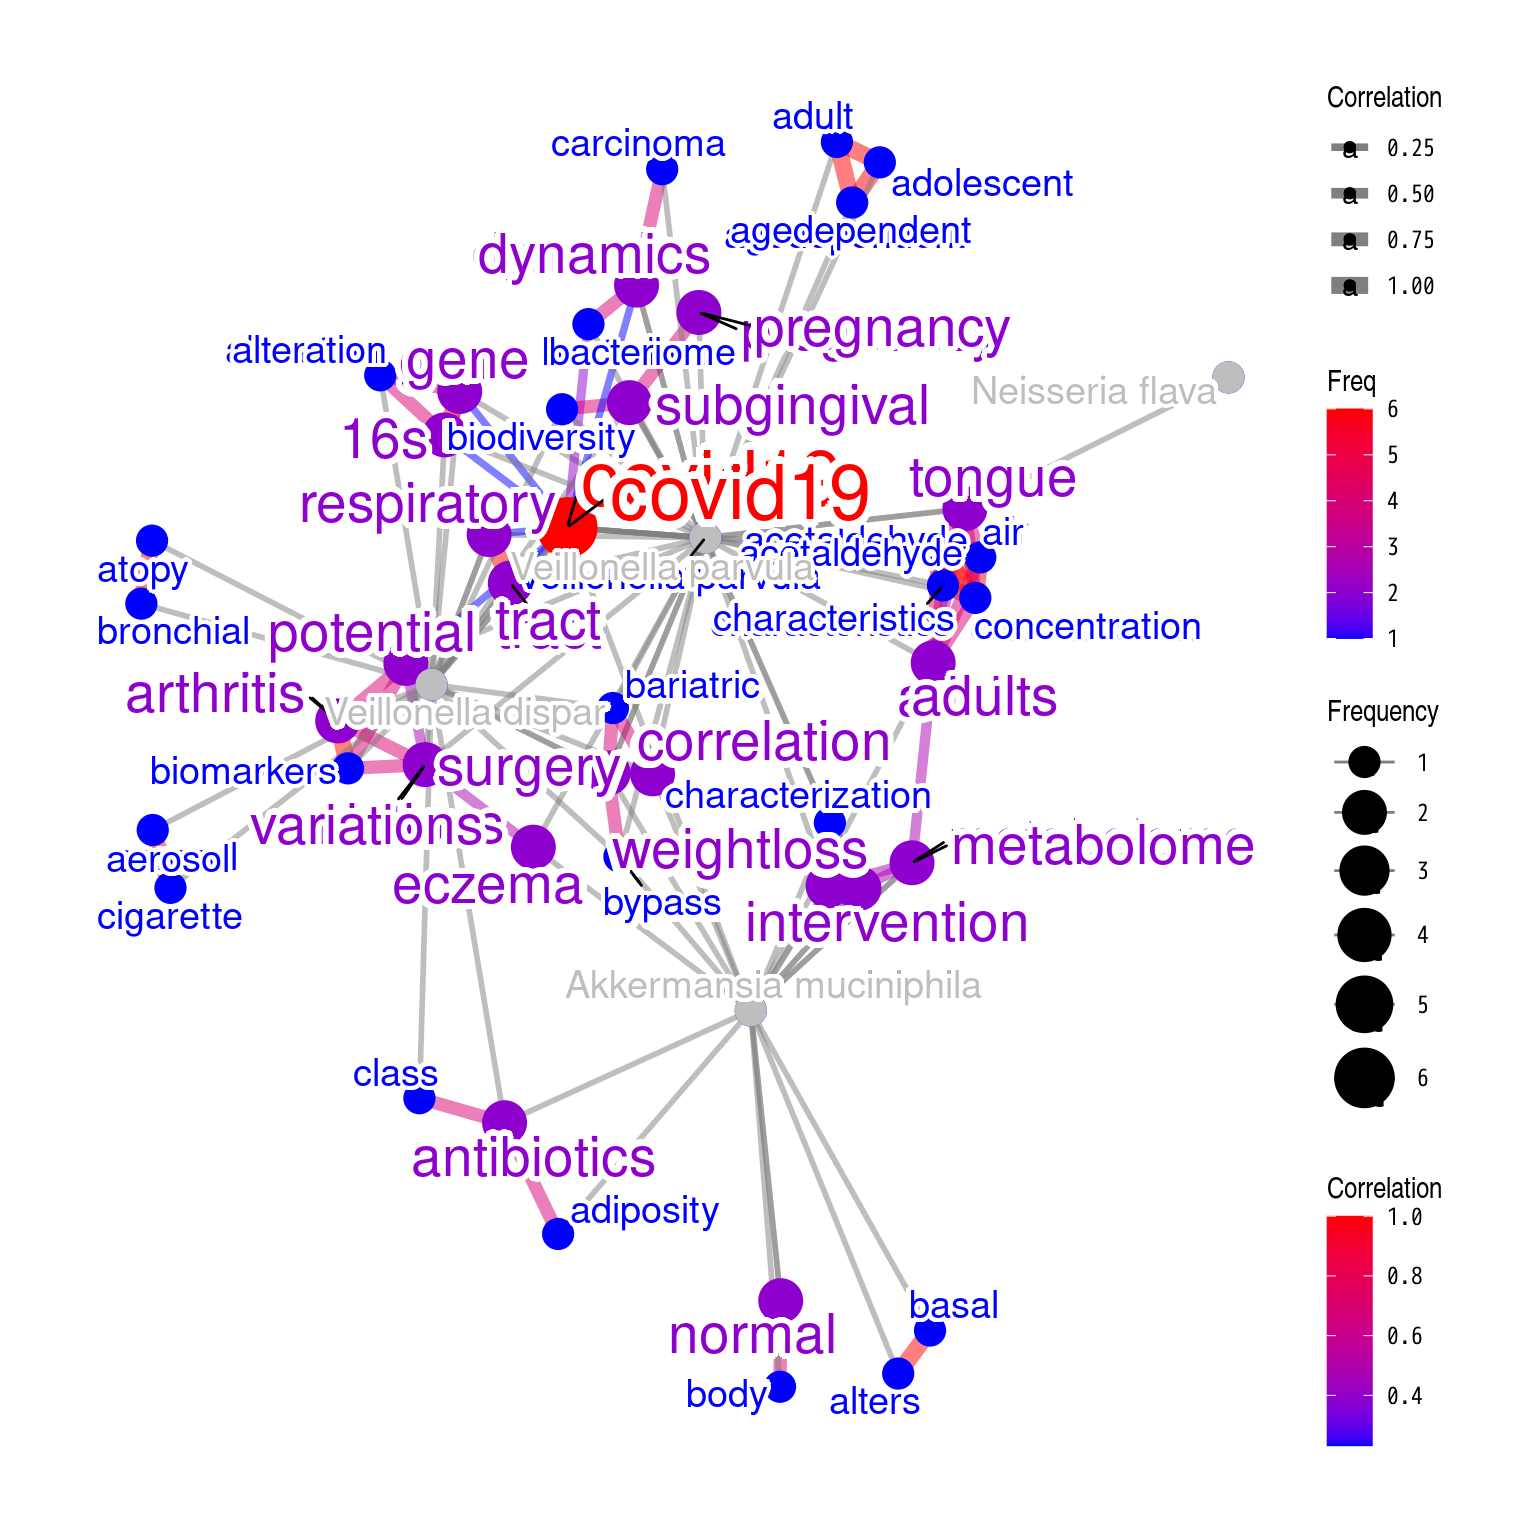 adult
carcinoma
adolescent
agedependent
dynamics
pregnancy
alteration
gene
bacteriome
Neisseria flava
subgingival
16s
biodiversity
tongue
covid19
respiratory
air
acetaldehyde
atopy
Veillonella parvula
characteristics
concentration
bronchial
potential
tract
arthritis
bariatric
adults
Veillonella dispar
correlation
biomarkers
surgery
characterization
variations
weightloss
metabolome
aerosol
eczema
bypass
cigarette
intervention
Akkermansia muciniphila
class
antibiotics
adiposity
basal
normal
body
alters
Correlation
a 0.25
a 0.50
a 0.75
a 1.00
Freq
6
5
4
3
2
1
Frequency
1
2
3
4
5
6
Correlation
1.0
0.8
0.6
0.4